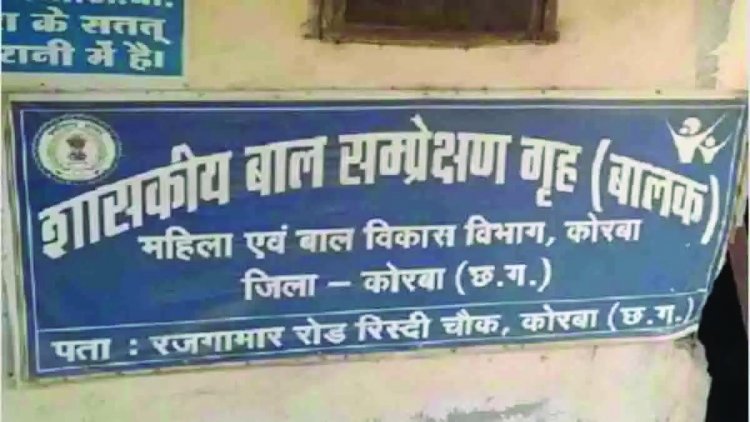 के सतत्
रानी में है।
शासकीय बाल सम्प्रेक्षण गृह (बालक)
महिला एवं बाल विकास विभाग, कोरबा
जिला - कोरबा (छ.ग.)
पता : रजगामार रोड रिस्दी चौक, कोरबा (छ.ग.)